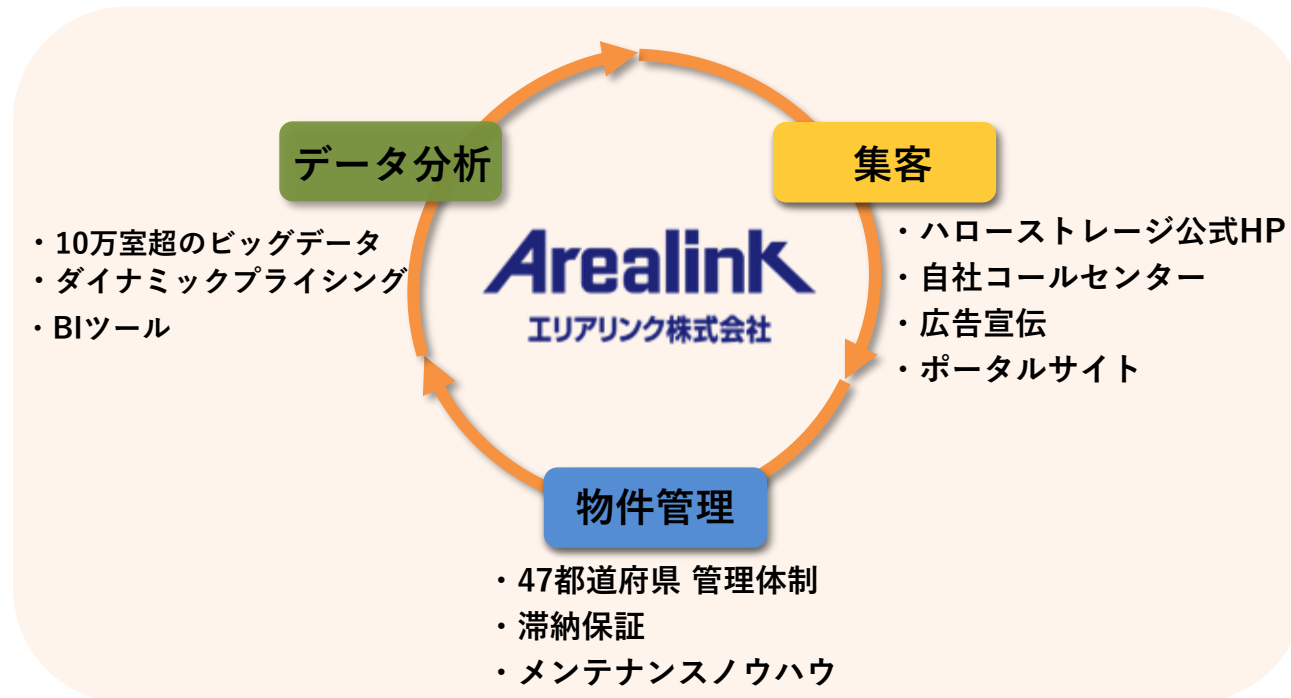 データ分析
・10万室超のビッグデータ
・ダイナミックプライシング
・BIツール
Arealink
エリアリンク株式会社
集客
・ハローストレージ公式HP
・自社コールセンター
・広告宣伝
・ポータルサイト
物件管理
・47都道府県 管理体制
・滞納保証
・メンテナンスノウハウ